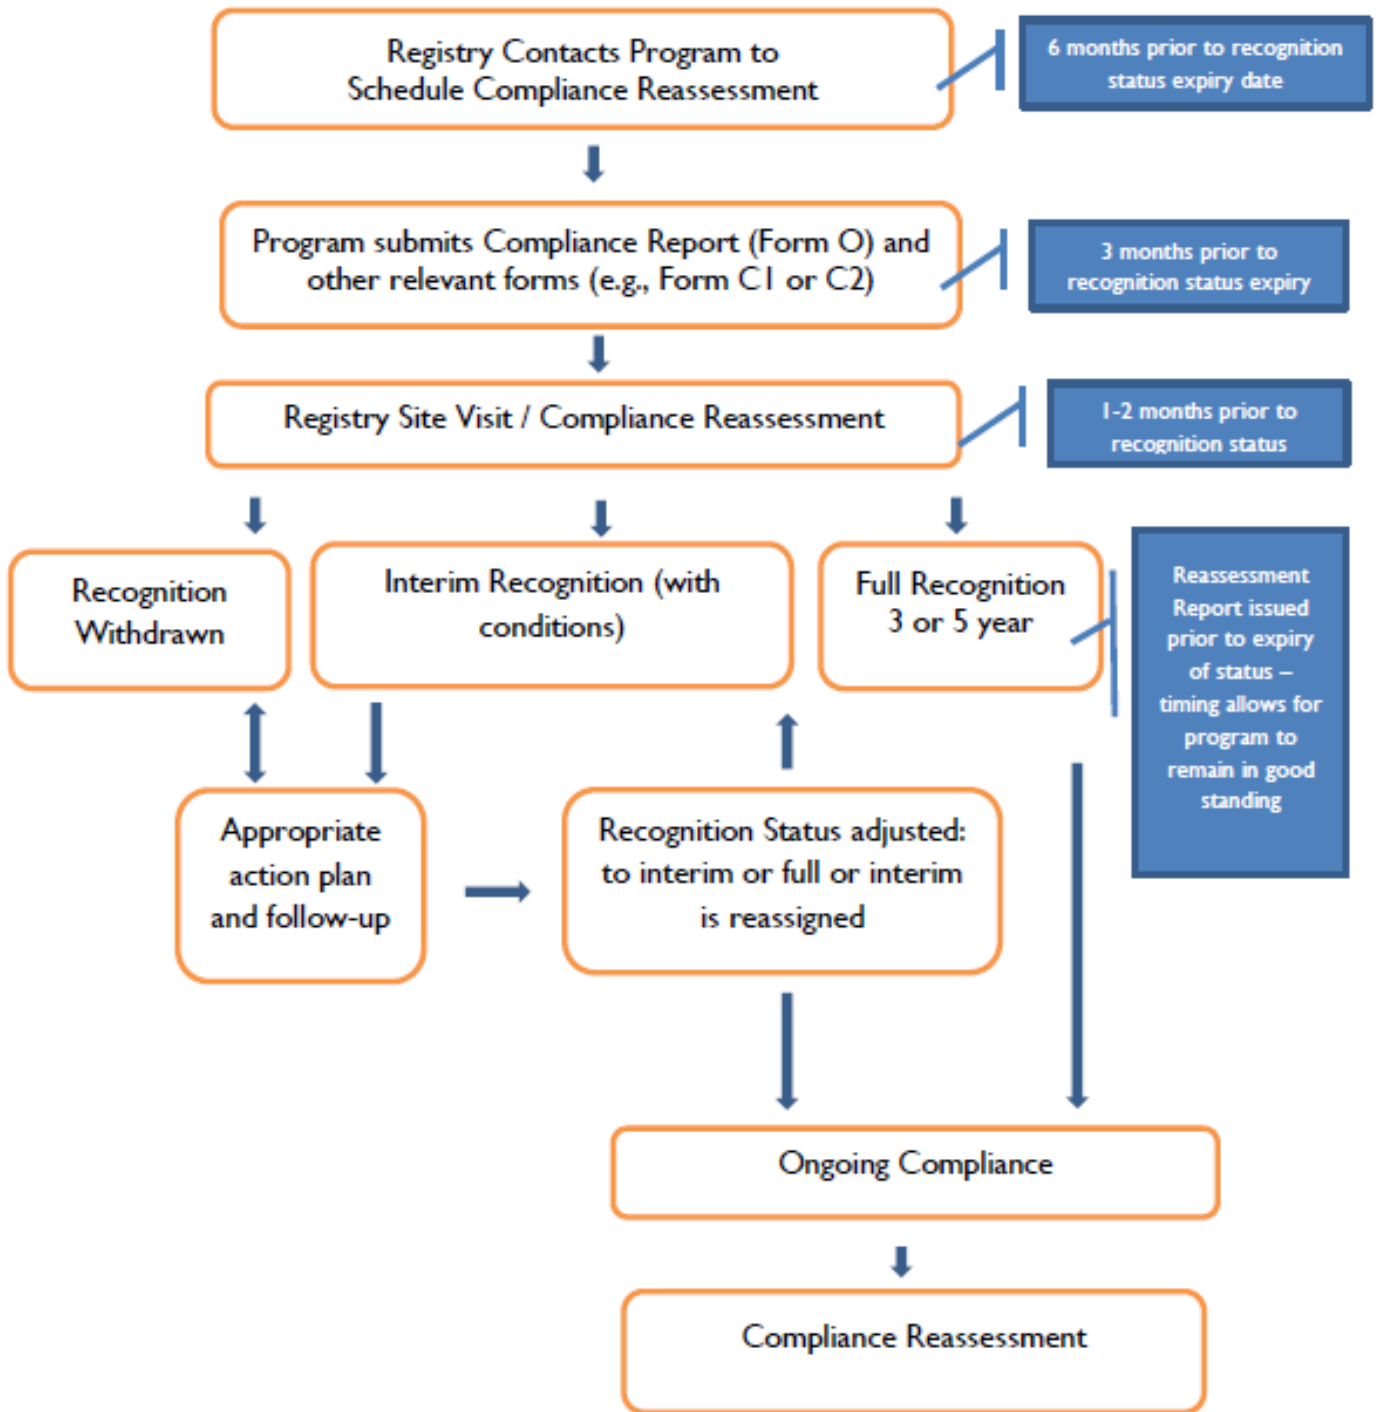 Registry Contacts Program to
Schedule Compliance Reassessment
6 months prior to recognition
status expiry date
Program submits Compliance Report (Form O) and
other relevant forms (e.g., Form C1 or C2)
3 months prior to
recognition status expiry
Registry Site Visit / Compliance Reassessment
1-2 months prior to
recognition status
Recognition
Withdrawn
Interim Recognition (with
conditions)
Full Recognition
3 or 5 year
Reassessment
Report issued
prior to expiry
of status –
timing allows for
program to
remain in good
standing
Appropriate
action plan
and follow-up
Recognition Status adjusted:
to interim or full or interim
is reassigned
Ongoing Compliance
Compliance Reassessment